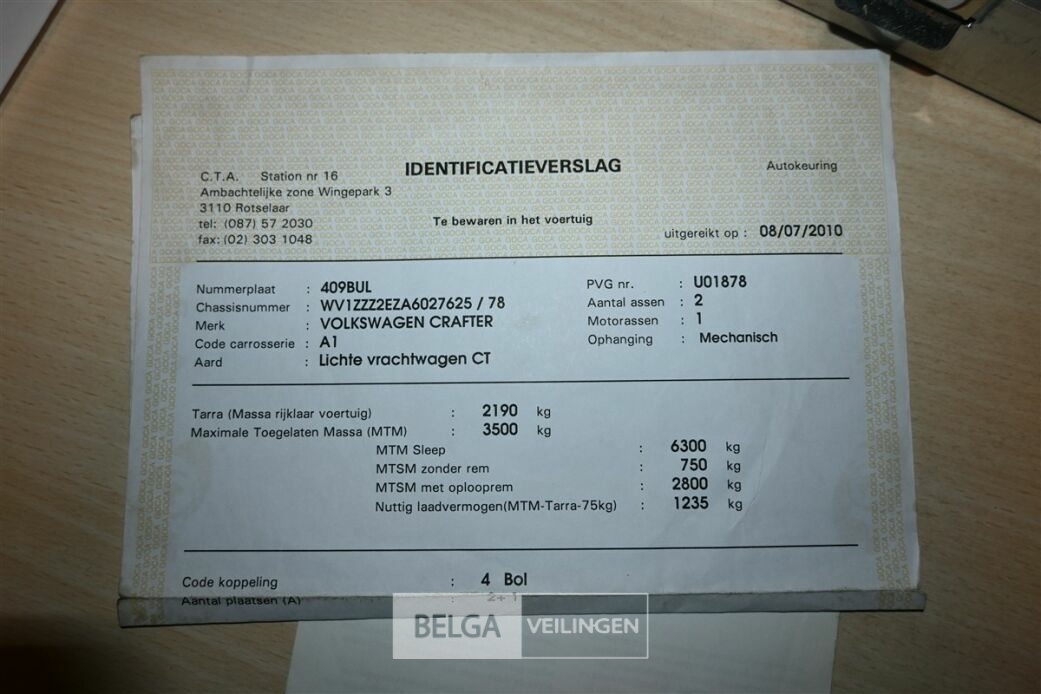 IDENTIFICATIEVERSLAG
Autokeuring
C.T.A. Station nr 16
Ambachtelijke zone Wingepark 3
3110 Rotselaar
tel: (087) 57 2030
fax: (02) 303 1048
Te bewaren in het voertuig
uitgereikt op : 08/07/2010
Nummerplaat : 409BUL
Chassisnummer : WV1ZZZ2EZA6027625 / 78
Merk : VOLKSWAGEN CRAFTER
Code carrosserie : A1
Aard : Lichte vrachtwagen CT
PVG nr. : U01878
Aantal assen : 2
Motorassen : 1
Ophanging : Mechanisch
Tarra (Massa rijklaar voertuig) : 2190 kg
Maximale Toegelaten Massa (MTM) : 3500 kg
MTM Sleep : 6300 kg
MTSM zonder rem : 750 kg
MTSM met oplooprem : 2800 kg
Nuttig laadvermogen(MTM-Tarra-75kg) : 1235 kg
Code koppeling : 4 Bol
Aantal plaatsen (A) : 2+1
BELGA VEILINGEN